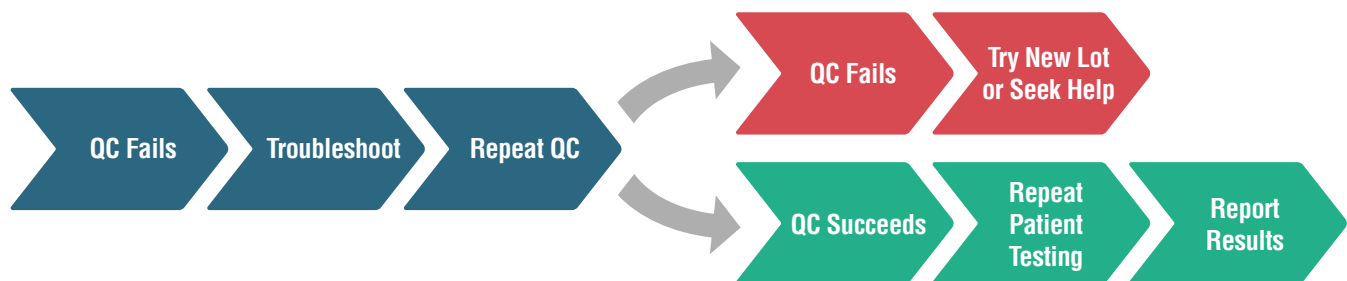 QC Fails
Troubleshoot
Repeat QC
QC Fails
Try New Lot
or Seek Help
QC Succeeds
Repeat
Patient
Testing
Report
Results